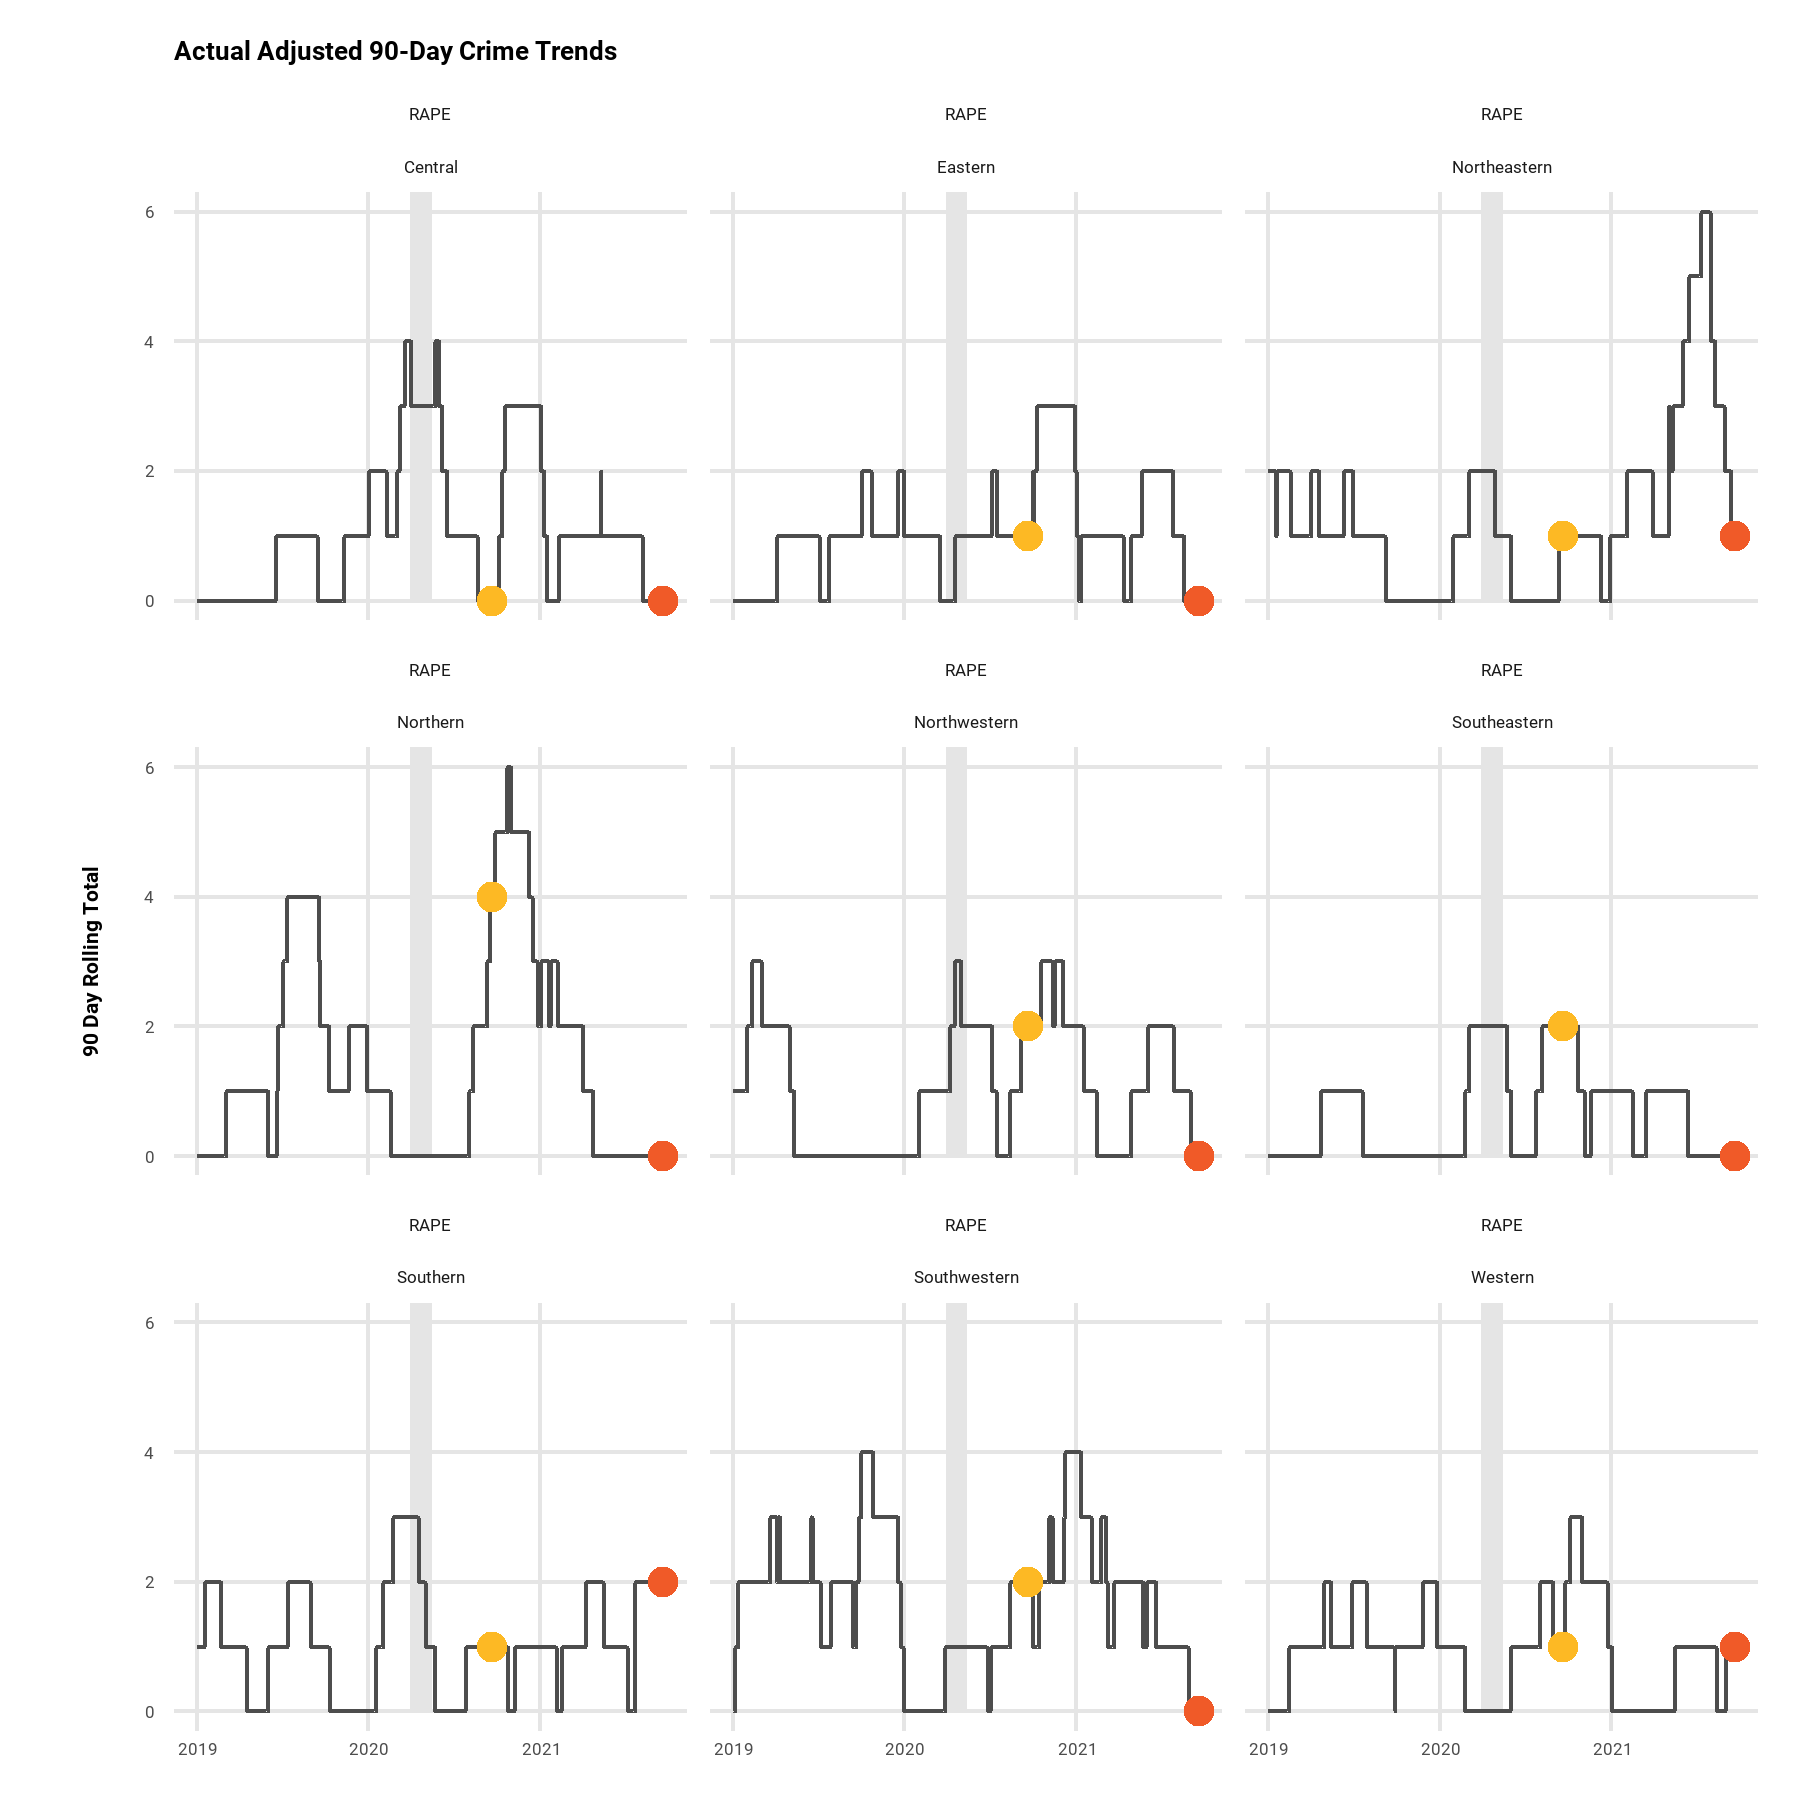 Actual Adjusted 90-Day Crime Trends
RAPE
RAPE
RAPE
Central
Eastern
Northeastern
6
4
2
0
RAPE
RAPE
RAPE
Northern
Northwestern
Southeastern
90 Day Rolling Total
6
4
2
0
RAPE
RAPE
RAPE
Southern
Southwestern
Western
6
4
2
0
2019
2020
2021
2019
2020
2021
2019
2020
2021